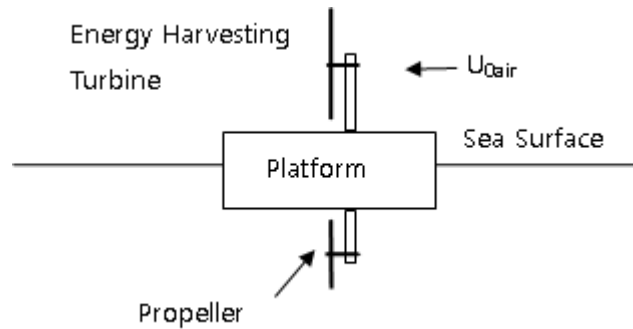 Energy Harvesting
Turbine
U0air
Sea Surface
Platform
Propeller